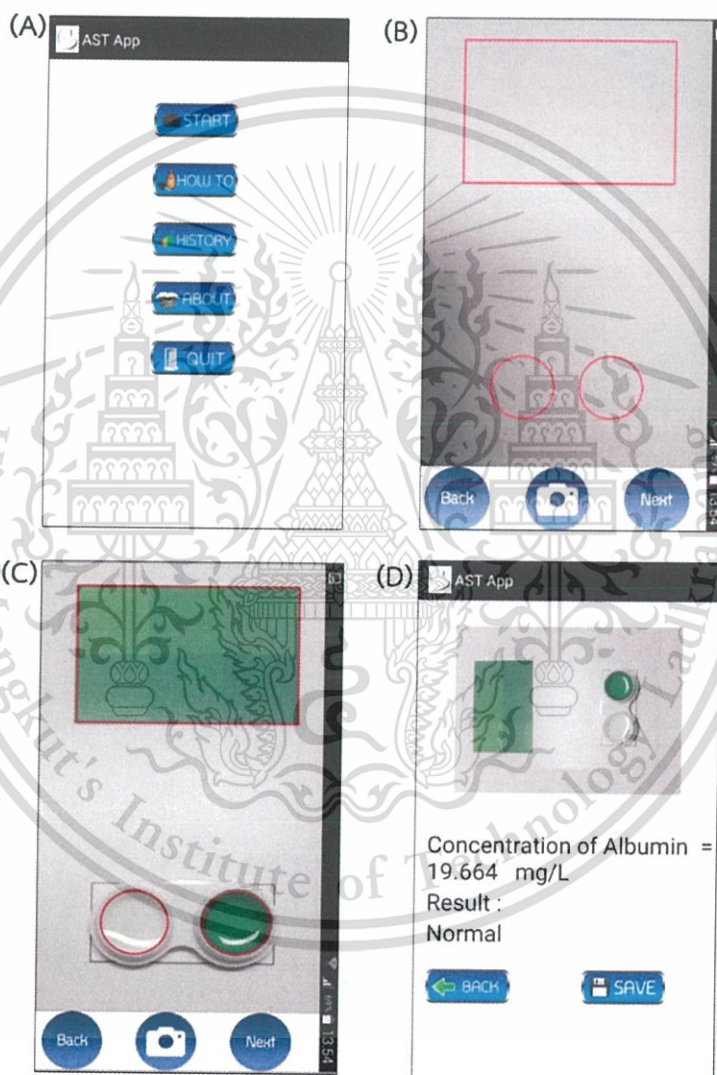 (A)
AST App
START
HOW TO
HISTORY
ABOUT
QUIT
(B)
Back
Next
13:54
(C)
Back
Next
69%
13:54
(D)
AST App
Concentration of Albumin =
19.664 mg/L
Result :
Normal
BACK
SAVE
Institute of Technology